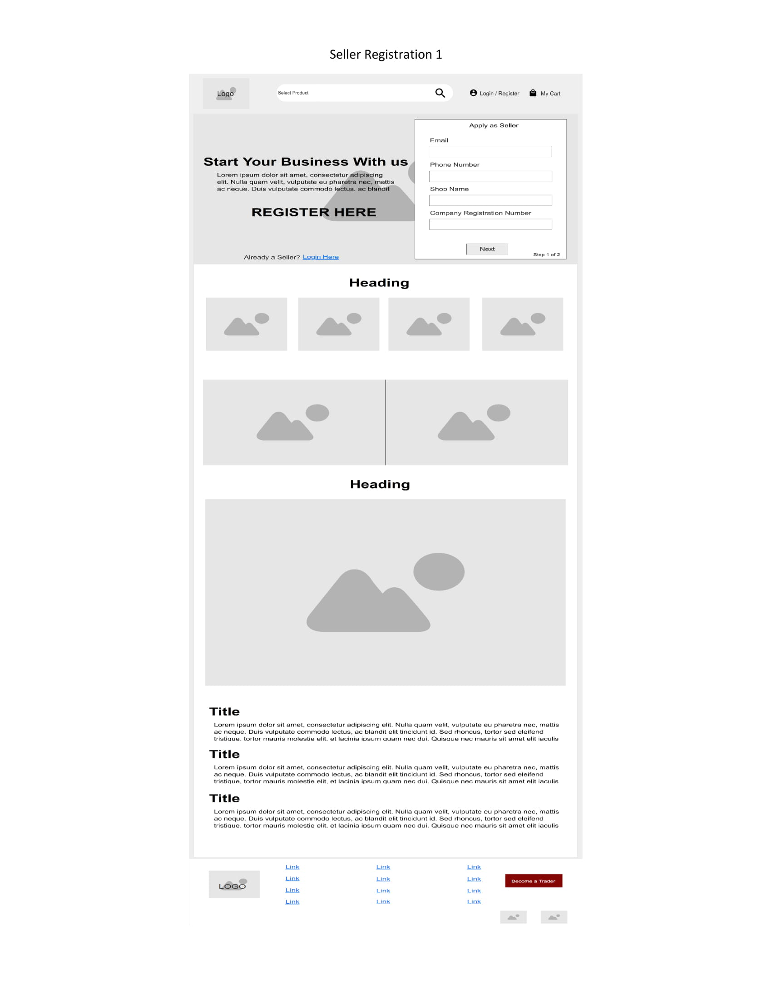 Seller Registration 1
Logo
Select Product
Login / Register
My Cart
Start Your Business With us
Lorem ipsum dolor sit amet, consectetur adipiscing
elit. Nulla quam velit, vulputate eu pharetra nec, mattis
ac neque. Duis vulputate commodo lectus, ac blandit
REGISTER HERE
Already a Seller? Login Here
Apply as Seller
Email
Phone Number
Shop Name
Company Registration Number
Next
Step 1 of 2
Heading
Heading
Title
Lorem ipsum dolor sit amet, consectetur adipiscing elit. Nulla quam velit, vulputate eu pharetra nec, mattis
ac neque. Duis vulputate commodo lectus, ac blandit elit tincidunt id. Sed rhoncus, tortor sed eleifend
tristique, tortor mauris molestie elit, et lacinia ipsum quam nec dui. Quisque nec mauris sit amet elit iaculis
Title
Lorem ipsum dolor sit amet, consectetur adipiscing elit. Nulla quam velit, vulputate eu pharetra nec, mattis
ac neque. Duis vulputate commodo lectus, ac blandit elit tincidunt id. Sed rhoncus, tortor sed eleifend
tristique, tortor mauris molestie elit, et lacinia ipsum quam nec dui. Quisque nec mauris sit amet elit iaculis
Title
Lorem ipsum dolor sit amet, consectetur adipiscing elit. Nulla quam velit, vulputate eu pharetra nec, mattis
ac neque. Duis vulputate commodo lectus, ac blandit elit tincidunt id. Sed rhoncus, tortor sed eleifend
tristique, tortor mauris molestie elit, et lacinia ipsum quam nec dui. Quisque nec mauris sit amet elit iaculis
LOGO
Link
Link
Link
Link
Link
Link
Link
Link
Link
Link
Link
Link
Become a Trader